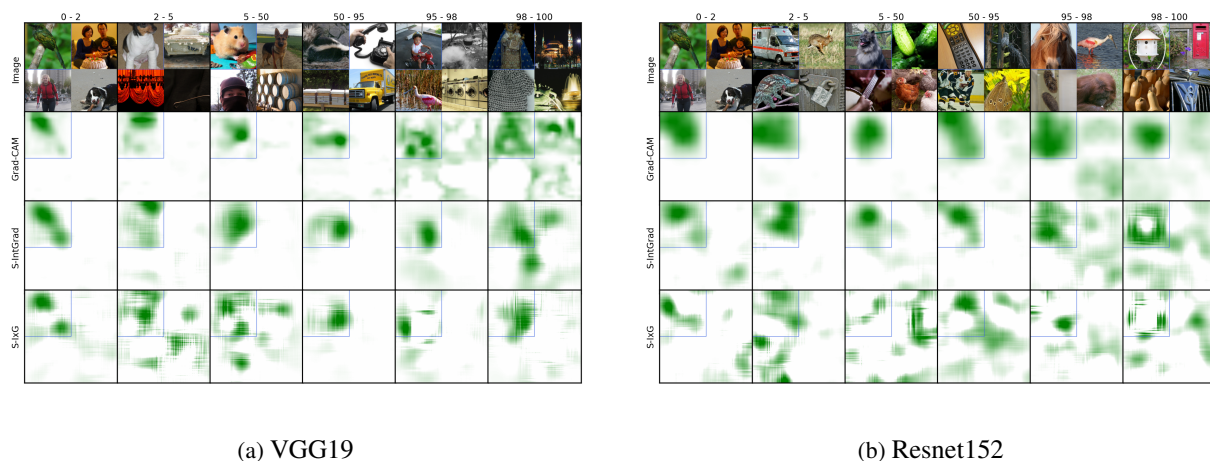 0 - 2 2 - 5 5 - 50 50 - 95 95 - 98 98 - 100
Image
Grad-CAM
S-IntGrad
S-IxG
(a) VGG19
0 - 2 2 - 5 5 - 50 50 - 95 95 - 98 98 - 100
Image
Grad-CAM
S-IntGrad
S-IxG
(b) Resnet152